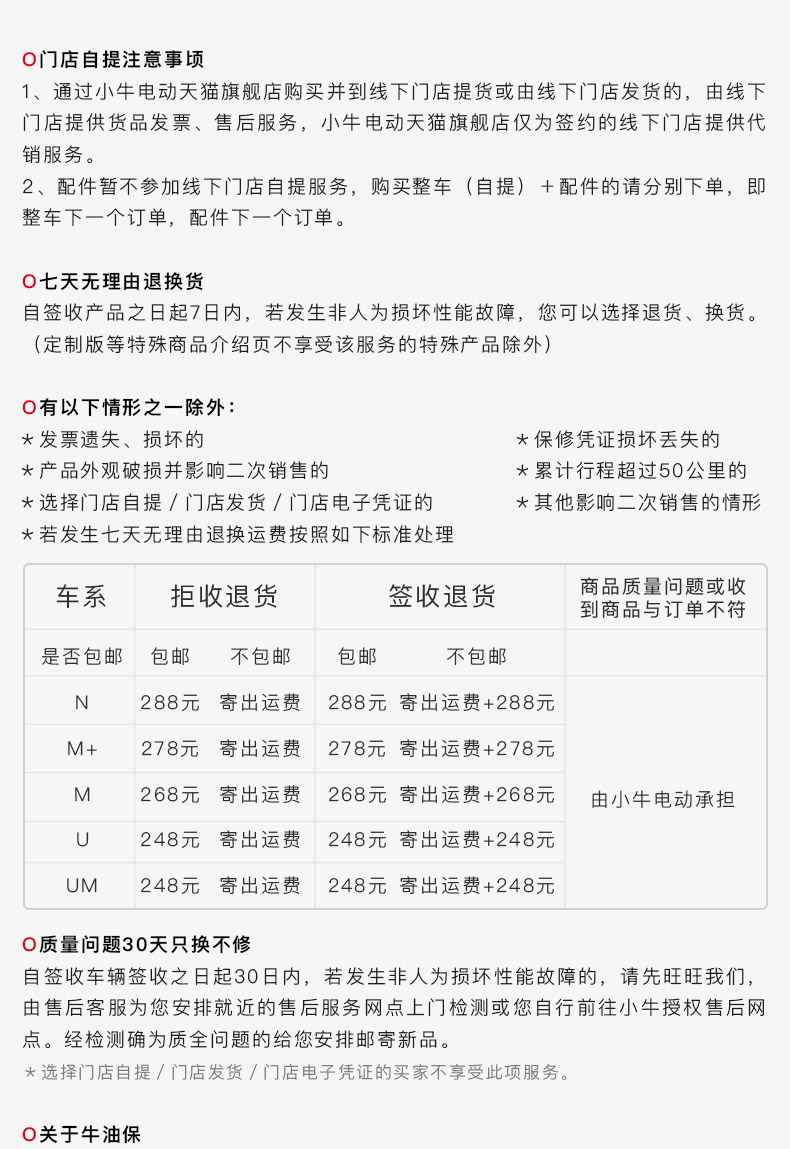 O门店自提注意事项
1、通过小牛电动天猫旗舰店购买并到线下门店提货或由线下门店发货的，由线下
门店提供货品发票、售后服务，小牛电动天猫旗舰店仅为签约的线下门店提供代
销服务。
2、配件暂不参加线下门店自提服务，购买整车（自提）＋配件的请分别下单，即
整车下一个订单，配件下一个订单。
O七天无理由退换货
自签收产品之日起7日内，若发生非人为损坏性能故障，您可以选择退货、换货。
（定制版等特殊商品介绍页不享受该服务的特殊产品除外）
O有以下情形之一除外：
*发票遗失、损坏的 *保修凭证损坏丢失的
*产品外观破损并影响二次销售的 *累计行程超过50公里的
*选择门店自提 / 门店发货 / 门店电子凭证的 *其他影响二次销售的情形
*若发生七天无理由退换运费按照如下标准处理
车系 拒收退货 签收退货 商品质量问题或收
到商品与订单不符
是否包邮 包邮 不包邮 包邮 不包邮
N 288元 寄出运费 288元 寄出运费+288元
M+ 278元 寄出运费 278元 寄出运费+278元
M 268元 寄出运费 268元 寄出运费+268元
由小牛电动承担
U 248元 寄出运费 248元 寄出运费+248元
UM 248元 寄出运费 248元 寄出运费+248元
O质量问题30天只换不修
自签收车辆签收之日起30日内，若发生非人为损坏性能故障的，请先旺旺我们，
由售后客服为您安排就近的售后服务网点上门检测或您自行前往小牛授权售后网
点。经检测确为质全问题的给您安排邮寄新品。
*选择门店自提 / 门店发货 / 门店电子凭证的买家不享受此项服务。
O关于牛油保